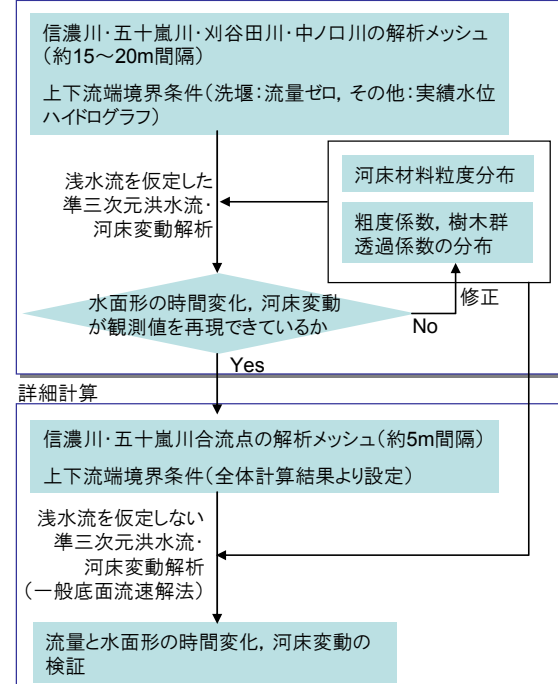 信濃川・五十嵐川・刈谷田川・中ノ口川の解析メッシュ
（約15～20m間隔）
上下流端境界条件（洗堰：流量ゼロ，その他：実績水位
ハイドログラフ）
浅水流を仮定した
準三次元洪水流・
河床変動解析
河床材料粒度分布
粗度係数，樹木群
透過係数の分布
水面形の時間変化，河床変動
が観測値を再現できているか
修正
No
Yes
詳細計算
信濃川・五十嵐川合流点の解析メッシュ（約5m間隔）
上下流端境界条件（全体計算結果より設定）
浅水流を仮定しない
準三次元洪水流・
河床変動解析
（一般底面流速解法）
流量と水面形の時間変化，河床変動の
検証